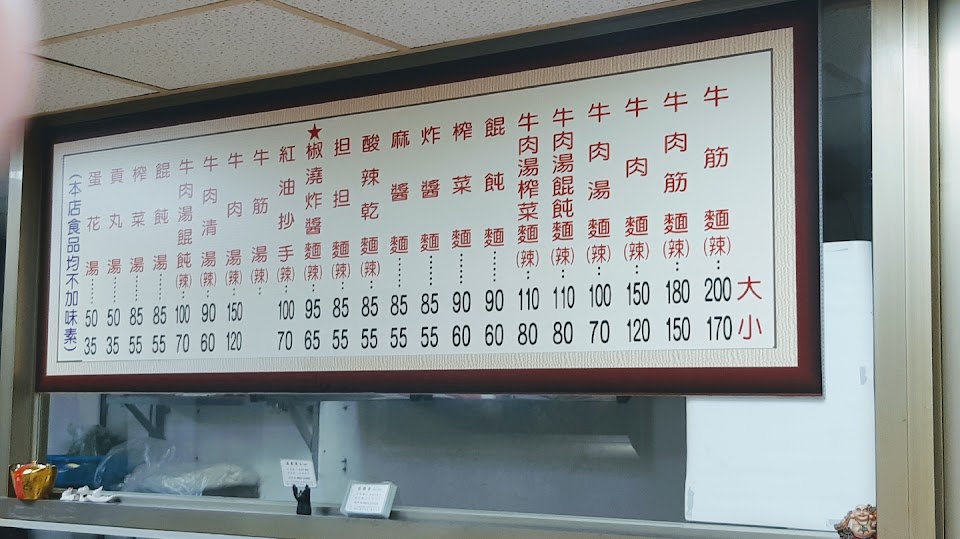 大 小
牛筋麵(辣)……200 170
牛肉筋麵(辣)…180 150
牛肉麵(辣)…150 120
牛肉湯麵(辣)…100 70
牛肉湯餛飩麵(辣)…110 80
牛肉湯榨菜麵(辣)…110 80
餛飩麵……90 60
榨菜麵……90 60
炸醬麵……85 55
麻醬麵……85 55
酸辣乾麵(辣)…85 55
担担麵(辣)…85 55
★椒澆炸醬麵(辣)…95 65
紅油抄手(辣)…100 70
牛筋湯(辣)…
牛肉湯(辣)…150 120
牛肉清湯(辣)…90 60
牛肉湯餛飩(辣)…100 70
餛飩湯……85 55
榨菜湯……85 55
貢丸湯……50 35
蛋花湯……50 35
(本店食品均不加味素)